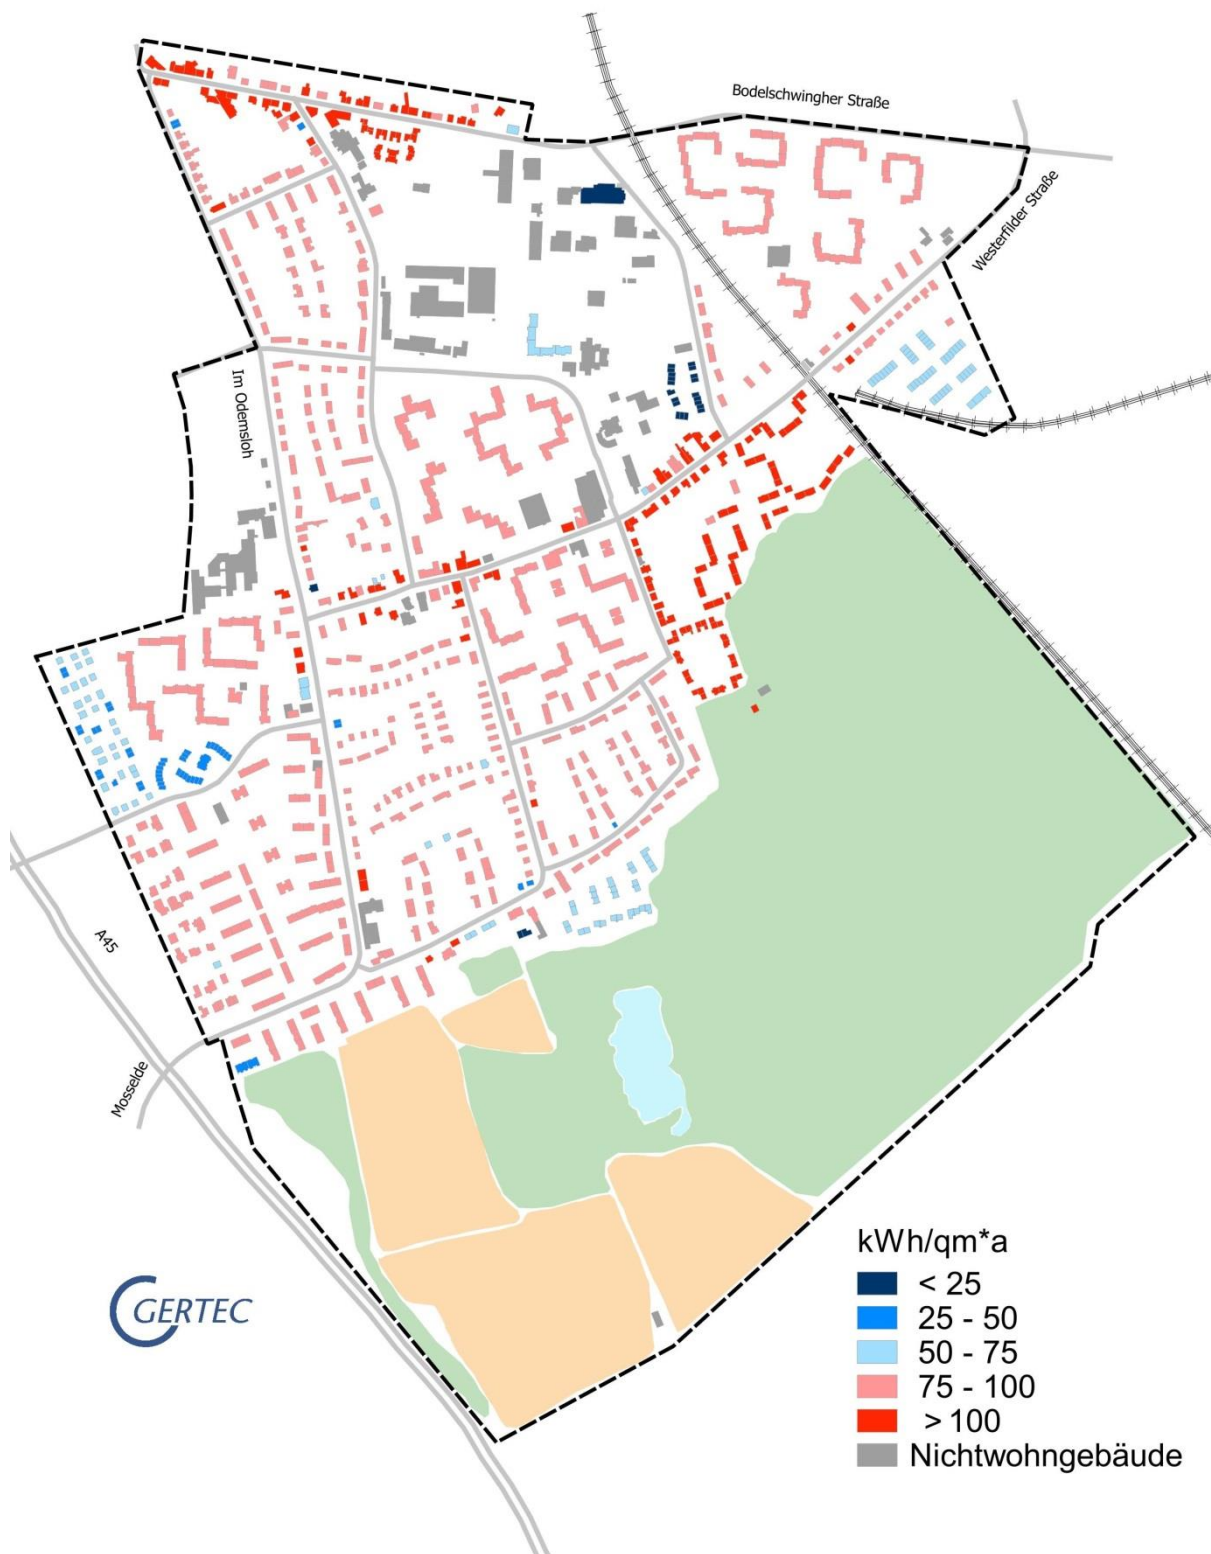 Bodelschwingher Straße
Westerfilder Straße
Im Odemsloh
A45
Mosselde
GERTEC
kWh/qm*a
< 25
25 - 50
50 - 75
75 - 100
> 100
Nichtwohngebäude